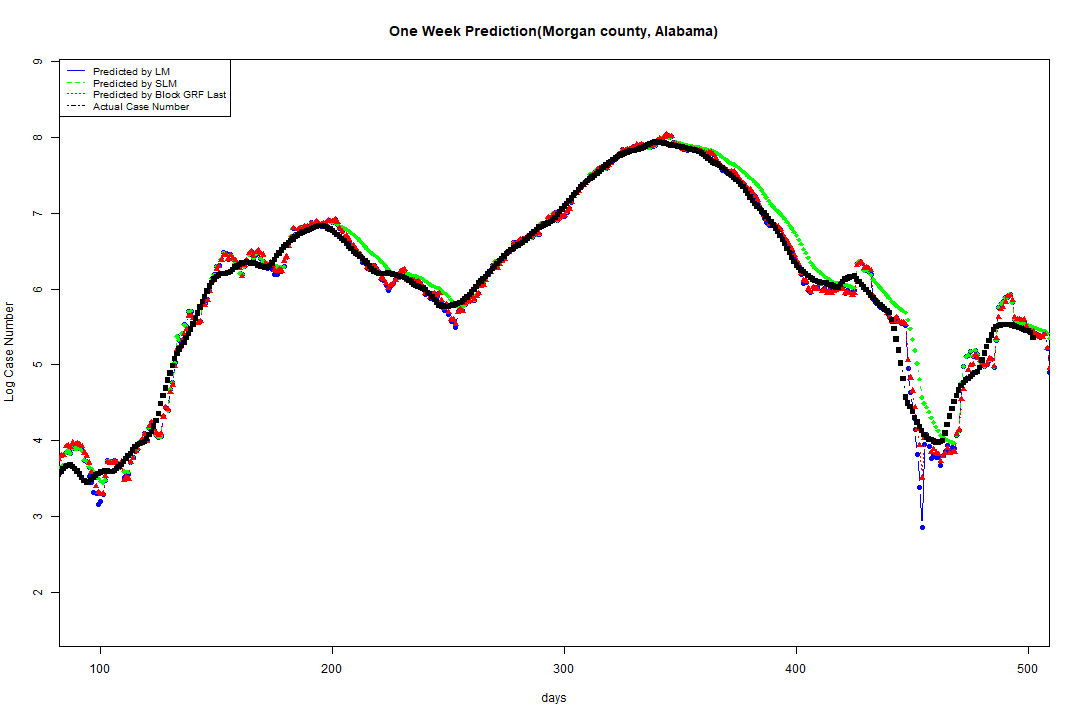 One Week Prediction(Morgan county, Alabama)
Predicted by LM
Predicted by SLM
Predicted by Block GRF Last
Actual Case Number
Log Case Number
9
8
7
6
5
4
3
2
100 200 300 400 500
days